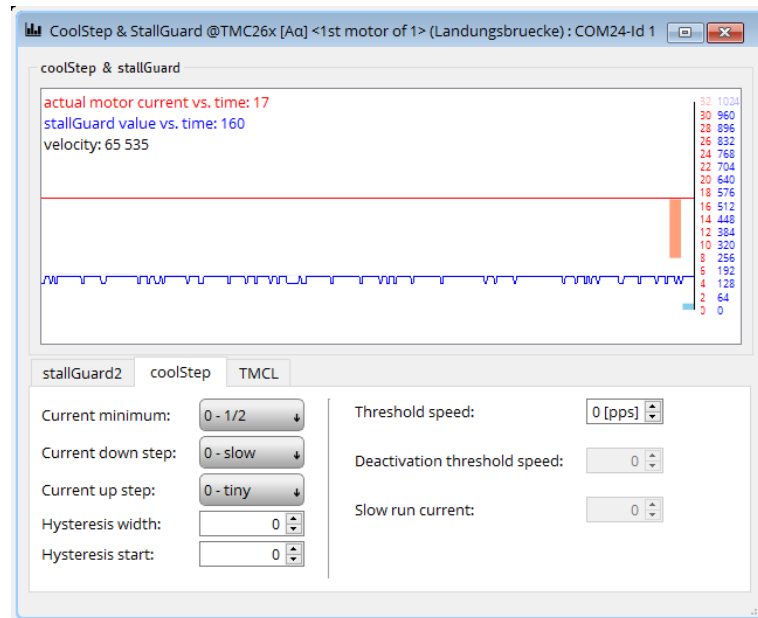 CoolStep & StallGuard @TMC26x [Aα] <1st motor of 1> (Landungsbruecke) : COM24-Id 1
coolStep & stallGuard
actual motor current vs. time: 17
stallGuard value vs. time: 160
velocity: 65 535
32 1024
30 960
28 896
26 832
24 768
22 704
20 640
18 576
16 512
14 448
12 384
10 320
8 256
6 192
4 128
2 64
0 0
stallGuard2 coolStep TMCL
Current minimum: 0 - 1/2
Threshold speed: 0 [pps]
Current down step: 0 - slow
Deactivation threshold speed: 0
Current up step: 0 - tiny
Slow run current: 0
Hysteresis width: 0
Hysteresis start: 0